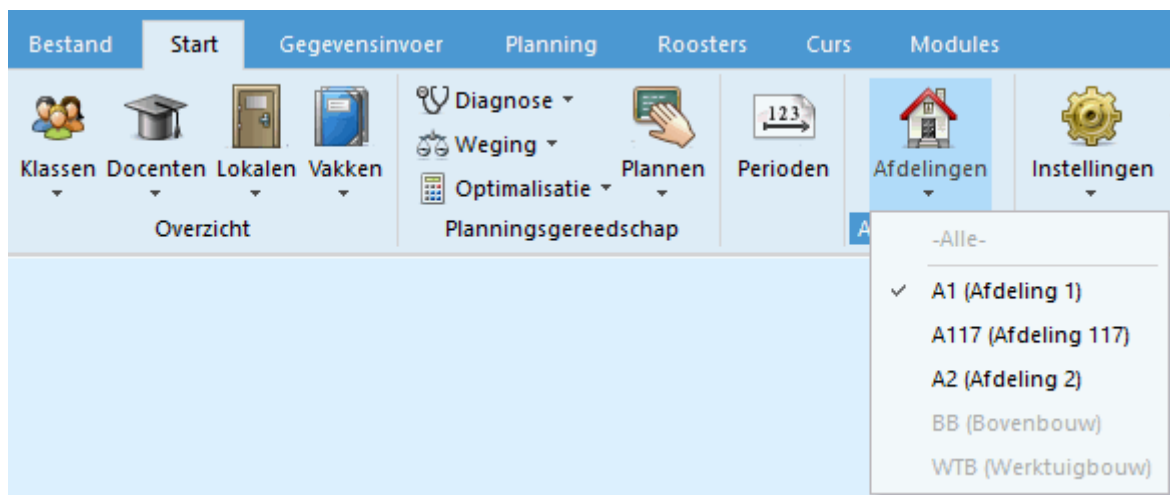 Bestand Start Gegevensinvoer Planning Roosters Curs Modules
Diagnose
Weging
Optimalisatie
Klassen Docenten Lokalen Vakken Plannen Perioden Afdelingen Instellingen
123
Overzicht Planningsgereedschap A
-Alle-
A1 (Afdeling 1)
A117 (Afdeling 117)
A2 (Afdeling 2)
BB (Bovenbouw)
WTB (Werktuigbouw)